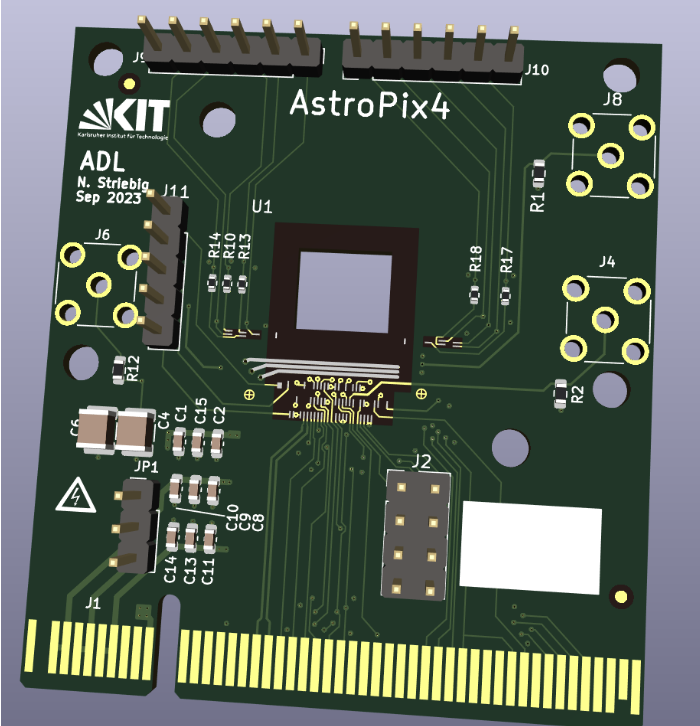 J9
J10
AstroPix4
J8
KIT
Karlsruher Institut für Technologie
ADL
N. Striebig
Sep 2023
J11
U1
R1
J6
R14
R10
R13
R18
R17
J4
R12
R2
C6
C4
C1
C15
C2
J2
JP1
C10
C9
C8
C14
C13
C11
J1